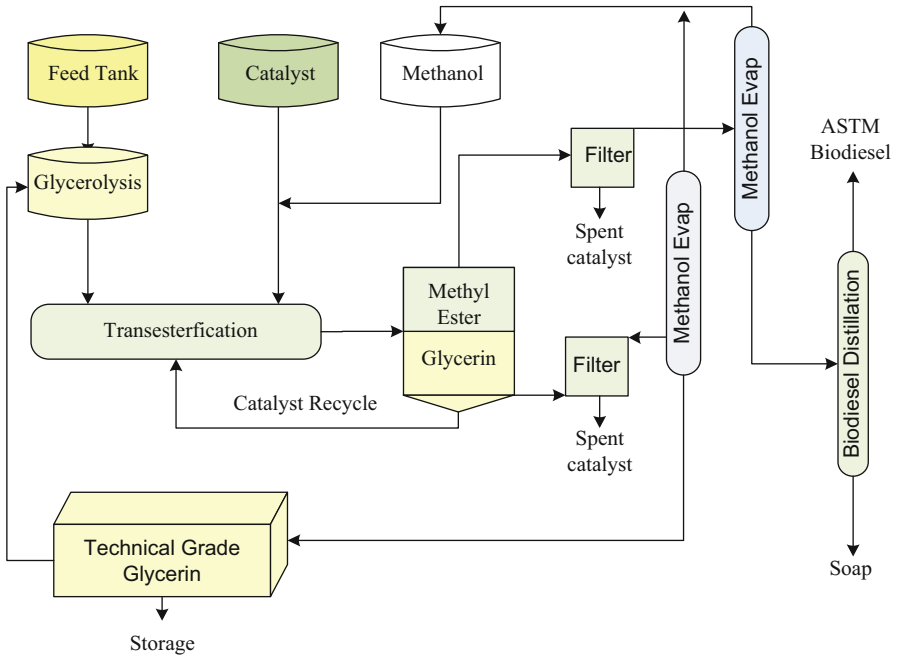 Feed Tank
Catalyst
Methanol
Methanol Evap
ASTM
Biodiesel
Filter
Glycerolysis
Spent
catalyst
Methanol Evap
Methyl
Ester
Transesterfication
Glycerin
Filter
Biodiesel Distillation
Catalyst Recycle
Spent
catalyst
Technical Grade
Glycerin
Soap
Storage